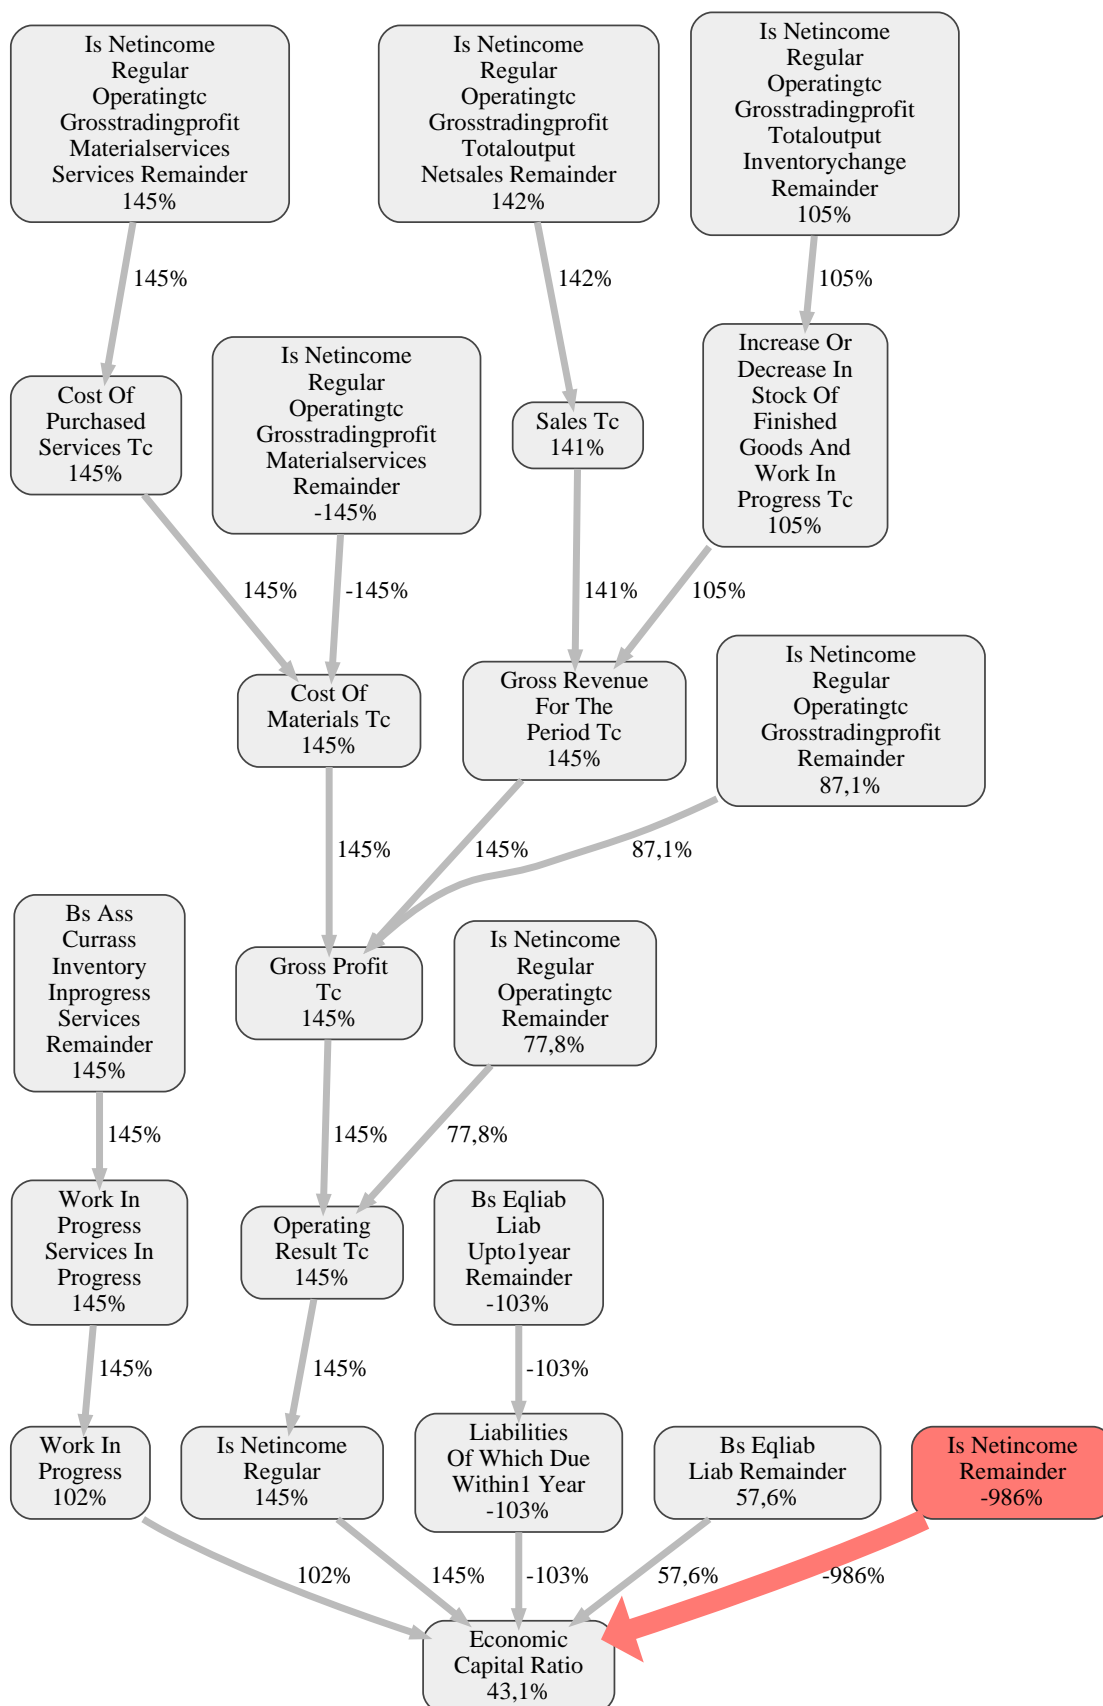 Is Netincome
Regular
Operatingtc
Grosstradingprofit
Materialservices
Services Remainder
145%
Is Netincome
Regular
Operatingtc
Grosstradingprofit
Totaloutput
Netsales Remainder
142%
Is Netincome
Regular
Operatingtc
Grosstradingprofit
Totaloutput
Inventorychange
Remainder
105%
145%
142%
105%
Cost Of
Purchased
Services Tc
145%
Is Netincome
Regular
Operatingtc
Grosstradingprofit
Materialservices
Remainder
-145%
Sales Tc
141%
Increase Or
Decrease In
Stock Of
Finished
Goods And
Work In
Progress Tc
105%
145%
-145%
141%
105%
Cost Of
Materials Tc
145%
Gross Revenue
For The
Period Tc
145%
Is Netincome
Regular
Operatingtc
Grosstradingprofit
Remainder
87,1%
145%
145%
87,1%
Bs Ass
Currass
Inventory
Inprogress
Services
Remainder
145%
Gross Profit
Tc
145%
Is Netincome
Regular
Operatingtc
Remainder
77,8%
145%
145%
77,8%
Work In
Progress
Services In
Progress
145%
Operating
Result Tc
145%
Bs Eqliab
Liab
Upto1year
Remainder
-103%
145%
145%
-103%
Work In
Progress
102%
Is Netincome
Regular
145%
Liabilities
Of Which Due
Within1 Year
-103%
Bs Eqliab
Liab Remainder
57,6%
Is Netincome
Remainder
-986%
102%
145%
-103%
57,6%
-986%
Economic
Capital Ratio
43,1%